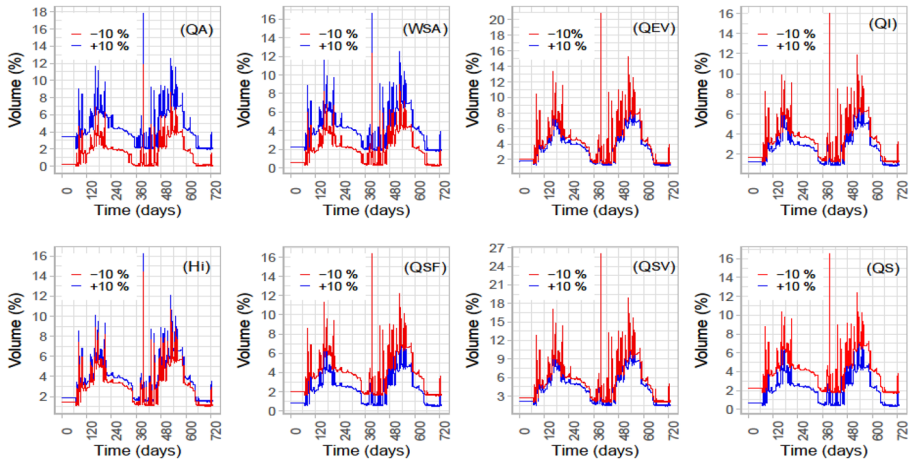 18
16
14
12
10
8
6
4
2
0
Volume (%)
−10 %
+10 %
(QA)
0 120 240 360 480 600 720
Time (days)
16
14
12
10
8
6
4
2
0
Volume (%)
−10 %
+10 %
(WSA)
0 120 240 360 480 600 720
Time (days)
20
18
16
14
12
10
8
6
4
2
Volume (%)
−10%
+10 %
(QEV)
0 120 240 360 480 600 720
Time (days)
16
14
12
10
8
6
4
2
Volume (%)
−10 %
+10 %
(QI)
0 120 240 360 480 600 720
Time (days)
16
14
12
10
8
6
4
2
Volume (%)
−10 %
+10 %
(Hi)
0 120 240 360 480 600 720
Time (days)
16
14
12
10
8
6
4
2
0
Volume (%)
−10 %
+10 %
(QSF)
0 120 240 360 480 600 720
Time (days)
27
24
21
18
15
12
9
6
3
Volume (%)
−10 %
+10 %
(QSV)
0 120 240 360 480 600 720
Time (days)
16
14
12
10
8
6
4
2
0
Volume (%)
−10 %
+10 %
(QS)
0 120 240 360 480 600 720
Time (days)